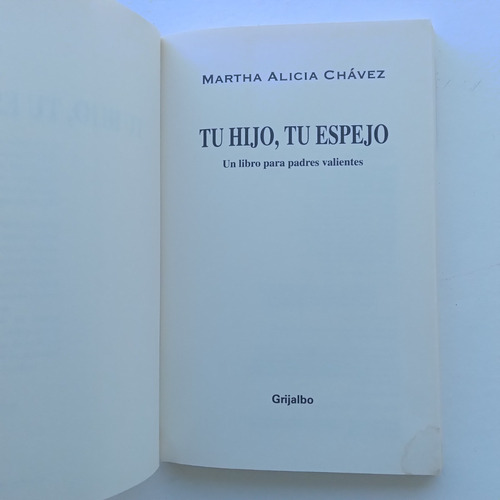 MARTHA ALICIA CHÁVEZ
TU HIJO, TU ESPEJO
Un libro para padres valientes
Grijalbo